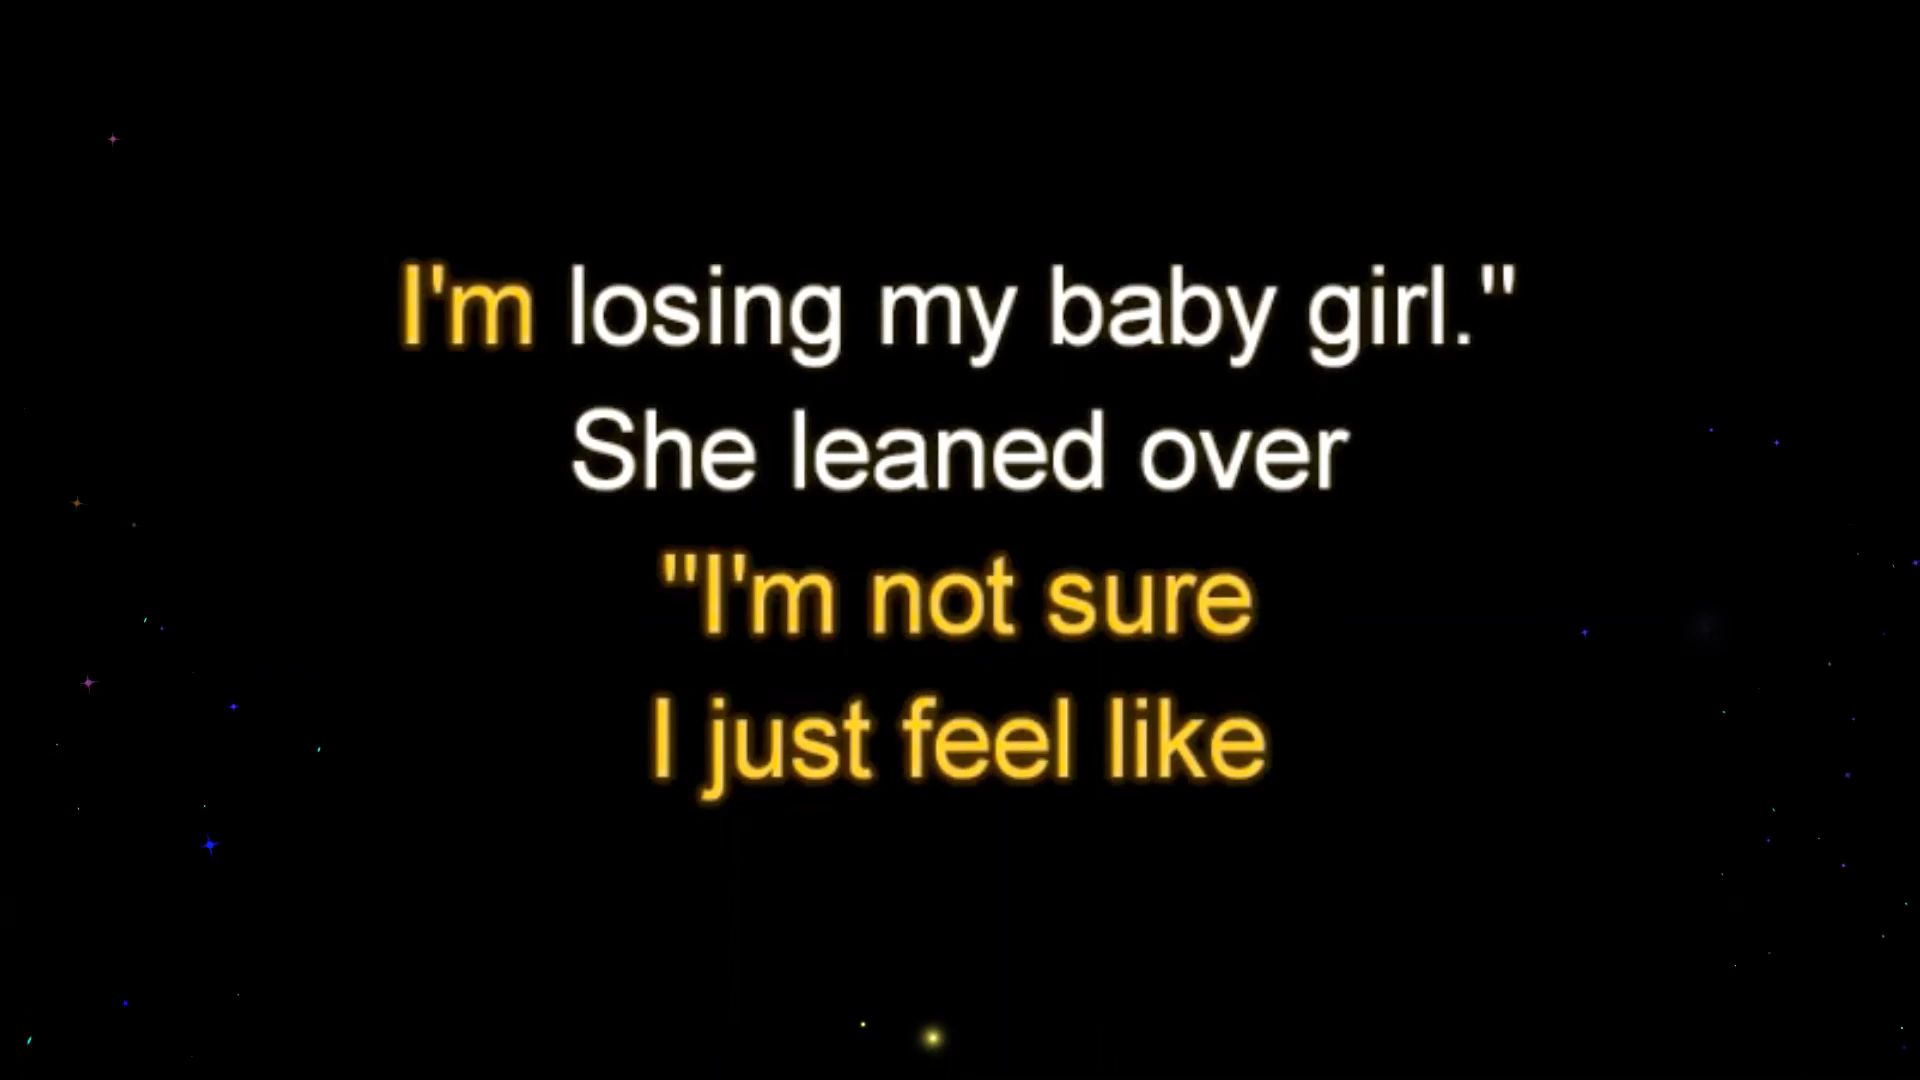 I'm losing my baby girl."
She leaned over
"I'm not sure
I just feel like